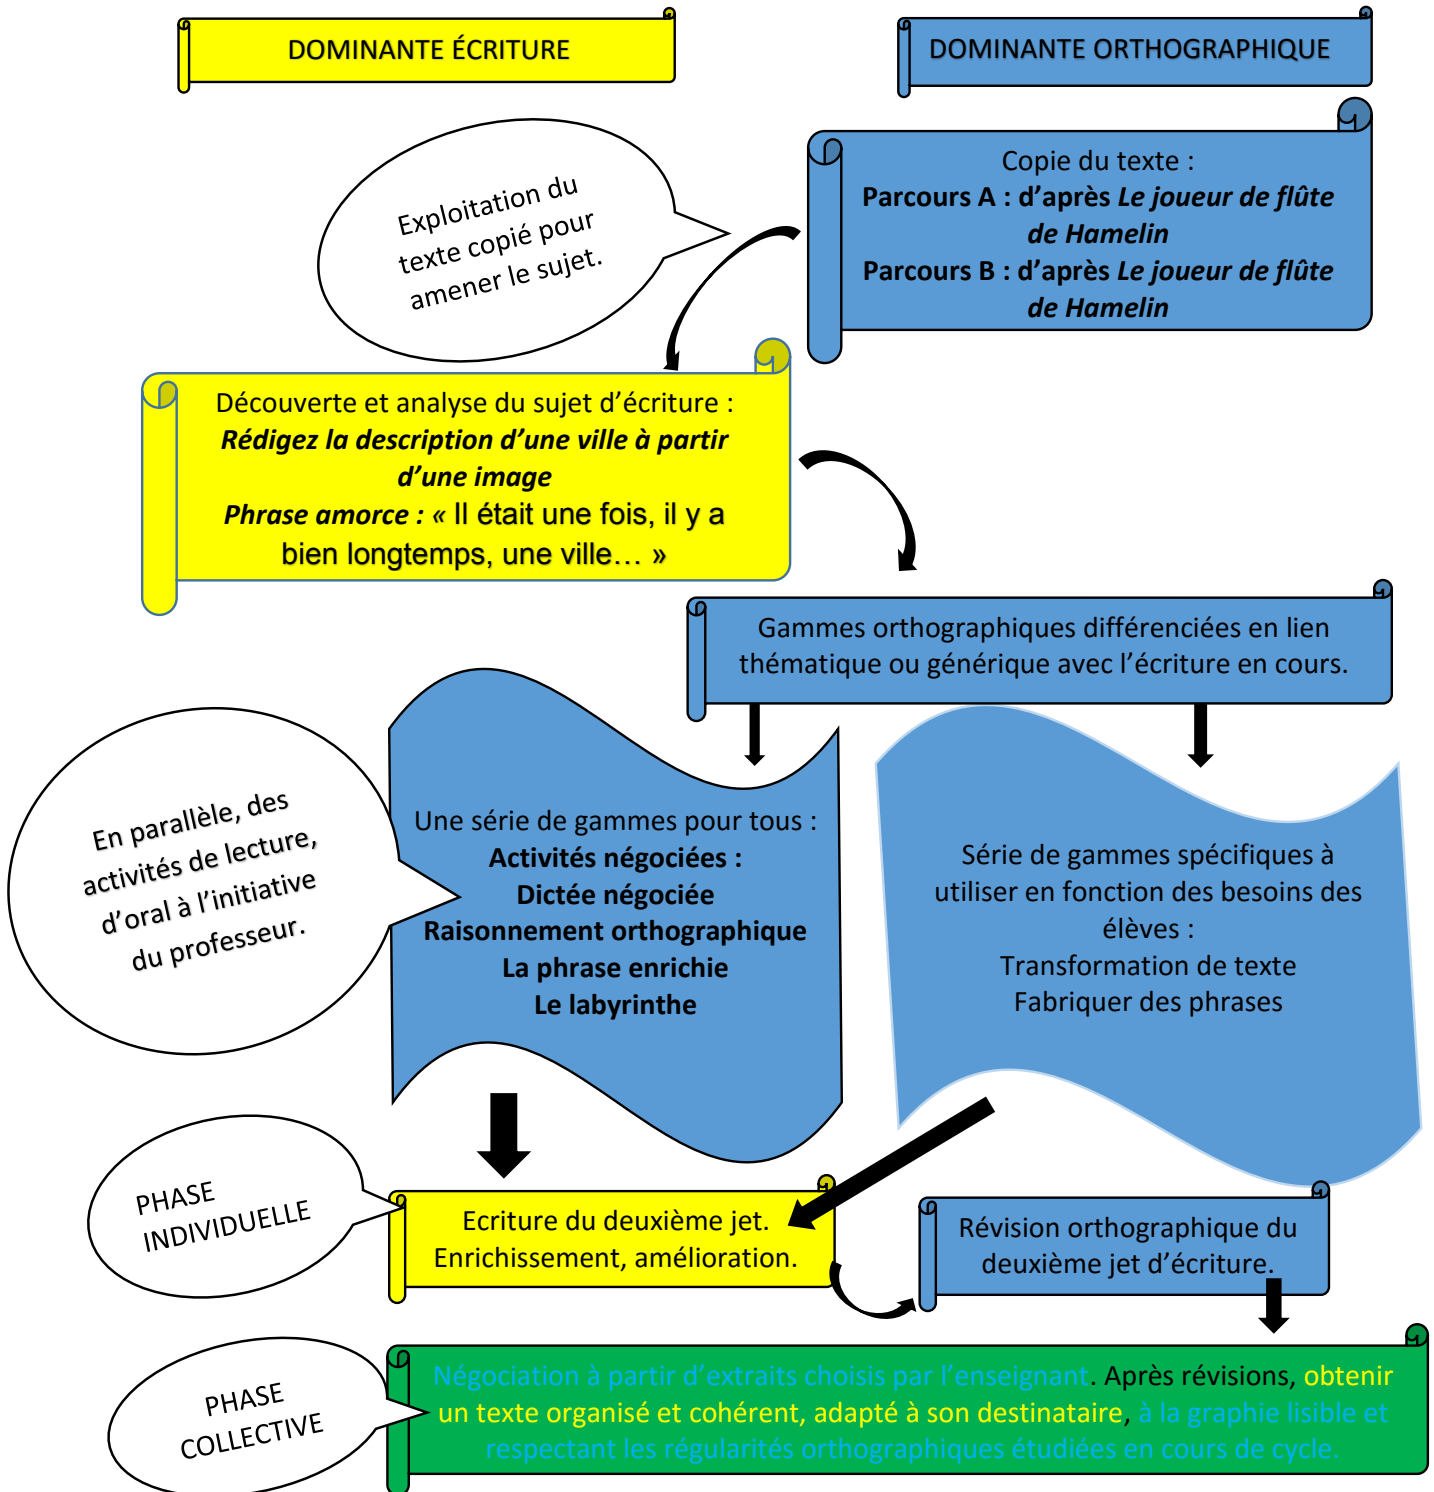 DOMINANTE ÉCRITURE
DOMINANTE ORTHOGRAPHIQUE
Copie du texte :
Parcours A : d’après Le joueur de flûte
de Hamelin
Parcours B : d’après Le joueur de flûte
de Hamelin
Exploitation du
texte copié pour
amener le sujet.
Découverte et analyse du sujet d’écriture :
Rédigez la description d’une ville à partir
d’une image
Phrase amorce : « Il était une fois, il y a
bien longtemps, une ville… »
Gammes orthographiques différenciées en lien
thématique ou générique avec l’écriture en cours.
En parallèle, des
activités de lecture,
d’oral à l’initiative
du professeur.
Une série de gammes pour tous :
Activités négociées :
Dictée négociée
Raisonnement orthographique
La phrase enrichie
Le labyrinthe
Série de gammes spécifiques à
utiliser en fonction des besoins des
élèves :
Transformation de texte
Fabriquer des phrases
PHASE
INDIVIDUELLE
Ecriture du deuxième jet.
Enrichissement, amélioration.
Révision orthographique du
deuxième jet d’écriture.
PHASE
COLLECTIVE
Négociation à partir d’extraits choisis par l’enseignant. Après révisions, obtenir
un texte organisé et cohérent, adapté à son destinataire, à la graphie lisible et
respectant les régularités orthographiques étudiées en cours de cycle.